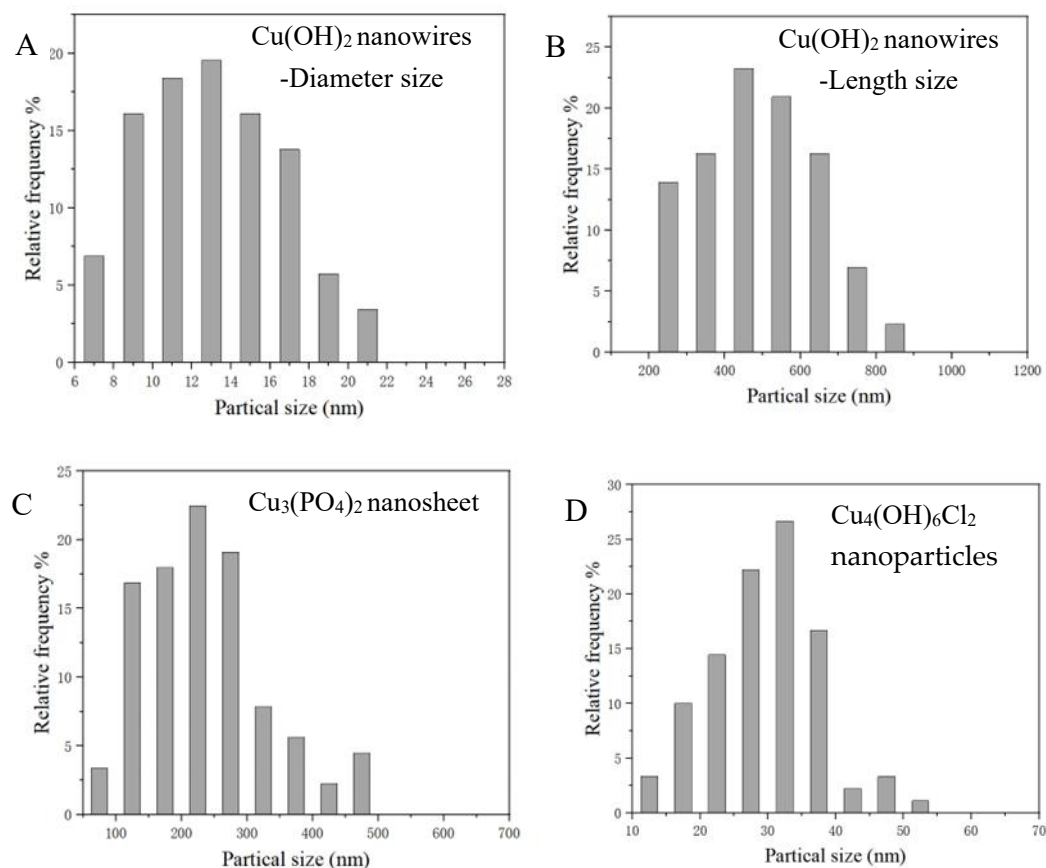 A
Cu(OH)₂ nanowires
-Diameter size
Relative frequency %
20
15
10
5
0
6 8 10 12 14 16 18 20 22 24 26 28
Partical size (nm)
B
Cu(OH)₂ nanowires
-Length size
Relative frequency %
25
20
15
10
5
0
200 400 600 800 1000 1200
Partical size (nm)
C
Cu₃(PO₄)₂ nanosheet
Relative frequency %
25
20
15
10
5
0
100 200 300 400 500 600 700
Partical size (nm)
D
Cu₄(OH)₆Cl₂
nanoparticles
Relative frequency %
30
25
20
15
10
5
0
10 20 30 40 50 60 70
Partical size (nm)